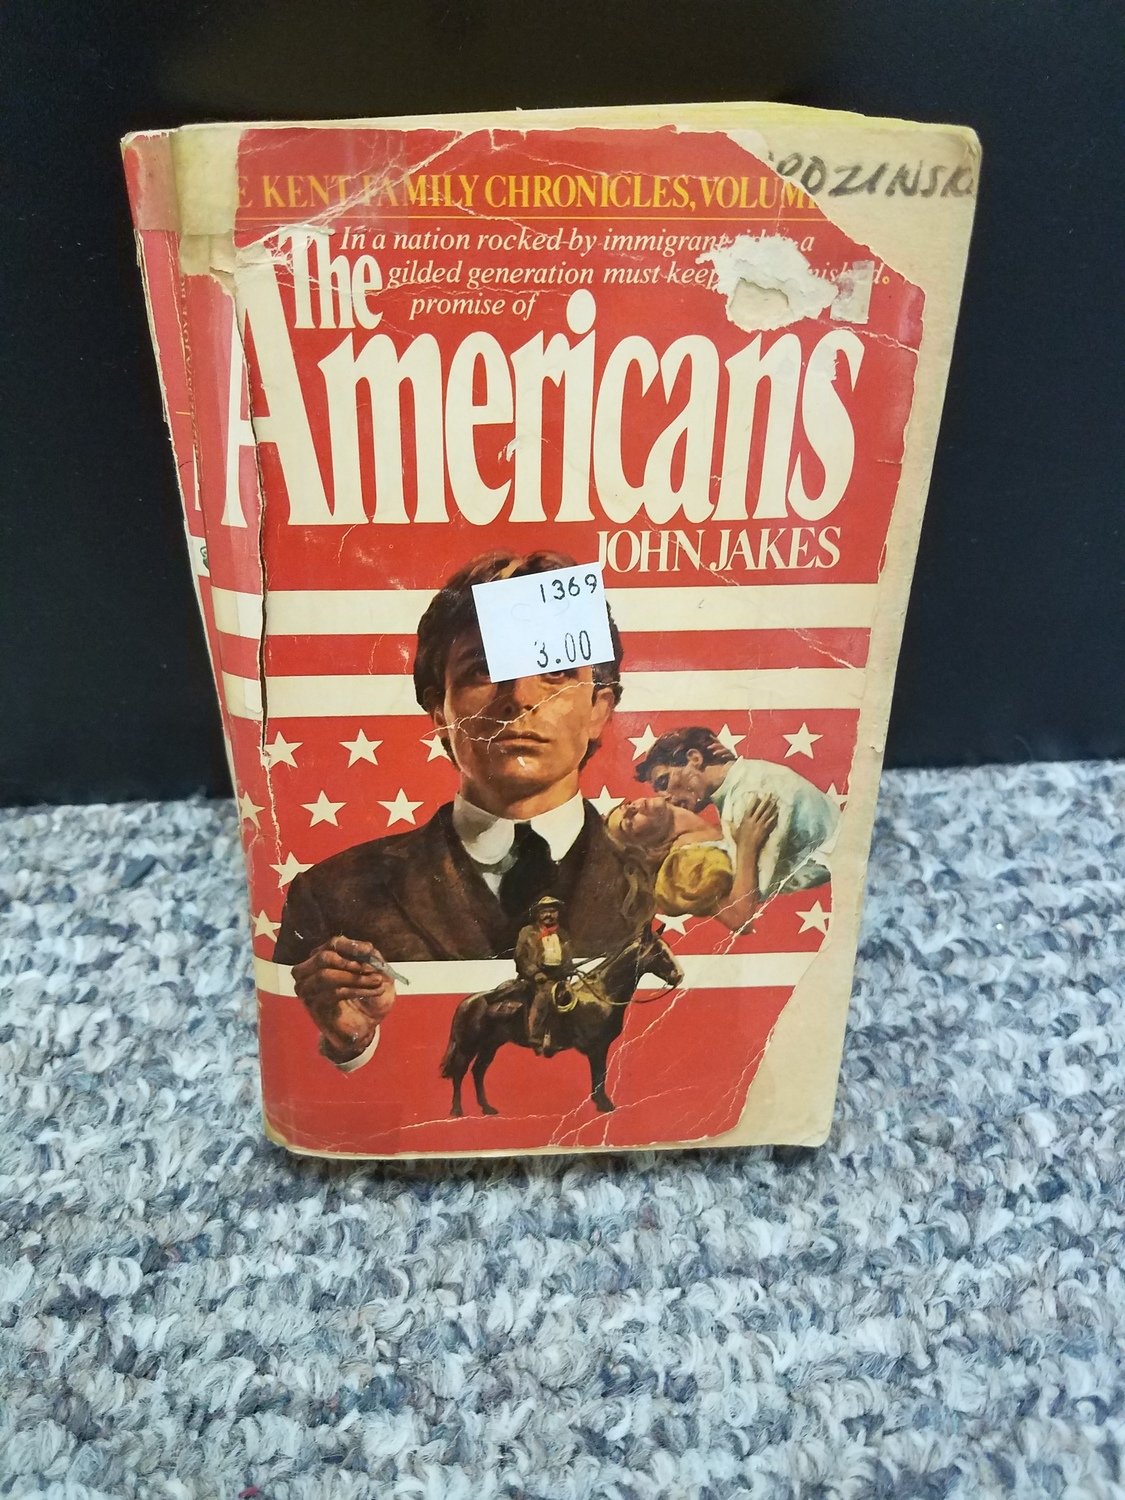 KENT FAMILY CHRONICLES, VOLUME
In a nation rocked by immigrant a
gilded generation must keep
promise of
The
Americans
JOHN JAKES
1369
3.00